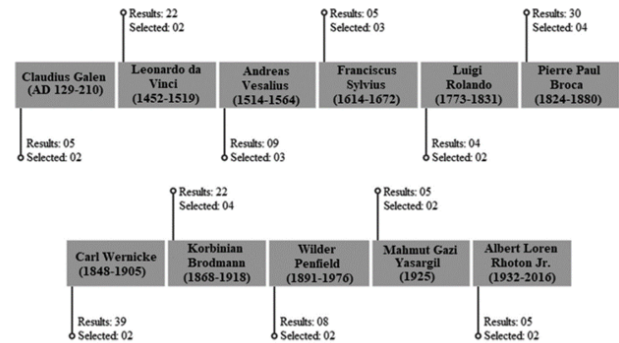 Results: 22
Selected: 02
Results: 05
Selected: 03
Results: 30
Selected: 04
Claudius Galen
(AD 129-210)
Leonardo da
Vinci
(1452-1519)
Andreas
Vesalius
(1514-1564)
Franciscus
Sylvius
(1614-1672)
Luigi
Rolando
(1773-1831)
Pierre Paul
Broca
(1824-1880)
Results: 05
Selected: 02
Results: 09
Selected: 03
Results: 04
Selected: 02
Results: 22
Selected: 04
Results: 05
Selected: 02
Carl Wernicke
(1848-1905)
Korbinian
Brodmann
(1868-1918)
Wilder
Penfield
(1891-1976)
Mahmut Gazi
Yasargil
(1925)
Albert Loren
Rhoton Jr.
(1932-2016)
Results: 39
Selected: 02
Results: 08
Selected: 02
Results: 05
Selected: 02